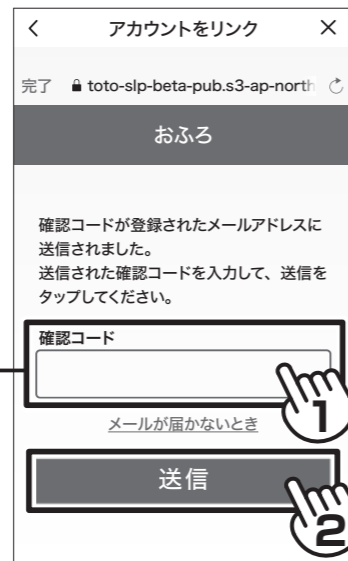 アカウントをリンク
完了 toto-slp-beta-pub.s3-ap-north
おふろ
確認コードが登録されたメールアドレスに
送信されました。
送信された確認コードを入力して、送信を
タップしてください。
確認コード
1
メールが届かないとき
送信
2